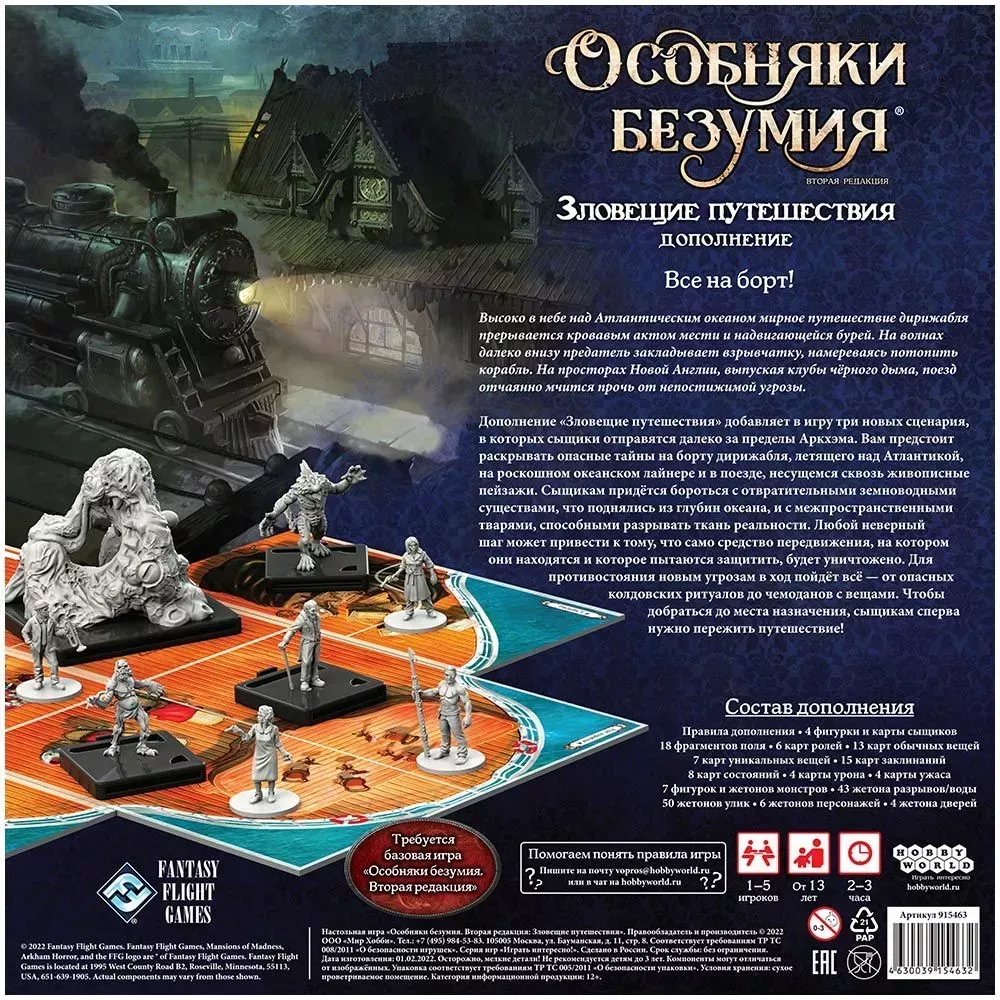 Особняки
безумия®
вторая редакция
Зловещие путешествия
дополнение
Все на борт!
Высоко в небе над Атлантическим океаном мирное путешествие дирижабля
прерывается кровавым актом мести и надвигающейся бурей. На волнах
далеко внизу предатель закладывает взрывчатку, намереваясь потопить
корабль. На просторах Новой Англии, выпуская клубы чёрного дыма, поезд
отчаянно мчится прочь от непостижимой угрозы.
Дополнение «Зловещие путешествия» добавляет в игру три новых сценария,
в которых сыщики отправятся далеко за пределы Аркхэма. Вам предстоит
раскрывать опасные тайны на борту дирижабля, летящего над Атлантикой,
на роскошном океанском лайнере и в поезде, несущемся сквозь живописные
пейзажи. Сыщикам придётся бороться с отвратительными земноводными
существами, что поднялись из глубин океана, и с межпространственными
тварями, способными разрывать ткань реальности. Любой неверный
шаг может привести к тому, что само средство передвижения, на котором
они находятся и которое пытаются защитить, будет уничтожено. Для
противостояния новым угрозам в ход пойдёт всё — от опасных
колдовских ритуалов до чемоданов с вещами. Чтобы
добраться до места назначения, сыщикам сперва
нужно пережить путешествие!
Состав дополнения
Правила дополнения • 4 фигурки и карты сыщиков
18 фрагментов поля • 6 карт ролей • 13 карт обычных вещей
7 карт уникальных вещей • 15 карт заклинаний
8 карт состояний • 4 карты урона • 4 карты ужаса
7 фигурок и жетонов монстров • 43 жетона разрывов/воды
50 жетонов улик • 6 жетонов персонажей • 4 жетона дверей
Требуется
базовая игра
«Особняки безумия.
Вторая редакция»
Помогаем понять правила игры
Пишите на почту vopros@hobbyworld.ru
или в чат на hobbyworld.ru
1–5
игроков
От 13
лет
2–3
часа
HOBBY
WORLD
Играть интересно
hobbyworld.ru
FANTASY
FLIGHT
GAMES
0-3
21
PAP
Артикул 915463
4630039154632
© 2022 Fantasy Flight Games. Fantasy Flight Games, Mansions of Madness,
Arkham Horror, and the FFG logo are ® of Fantasy Flight Games. Fantasy Flight
Games is located at 1995 West County Road B2, Roseville, Minnesota, 55113,
USA, 651-639-1905. Actual components may vary from those shown.
Настольная игра «Особняки безумия. Вторая редакция: Зловещие путешествия». Правообладатель и производитель © 2022
ООО «Мир Хобби». Тел.: +7 (495) 984-53-83. 105005 Москва, ул. Бауманская, д. 11, стр. 8. Соответствует требованиям ТР ТС
008/2011 «О безопасности игрушек». Серия игр «Играть интересно!». Сделано в России. Срок службы: без ограничения.
Дата изготовления: 01.02.2022. Осторожно, мелкие детали! Не рекомендуется детям до 3 лет. Компоненты могут отличаться
от изображённых. Упаковка соответствует требованиям ТР ТС 005/2011 «О безопасности упаковки». Условия хранения: сухое
проветриваемое помещение. Категория информационной продукции: 12+.
EAC